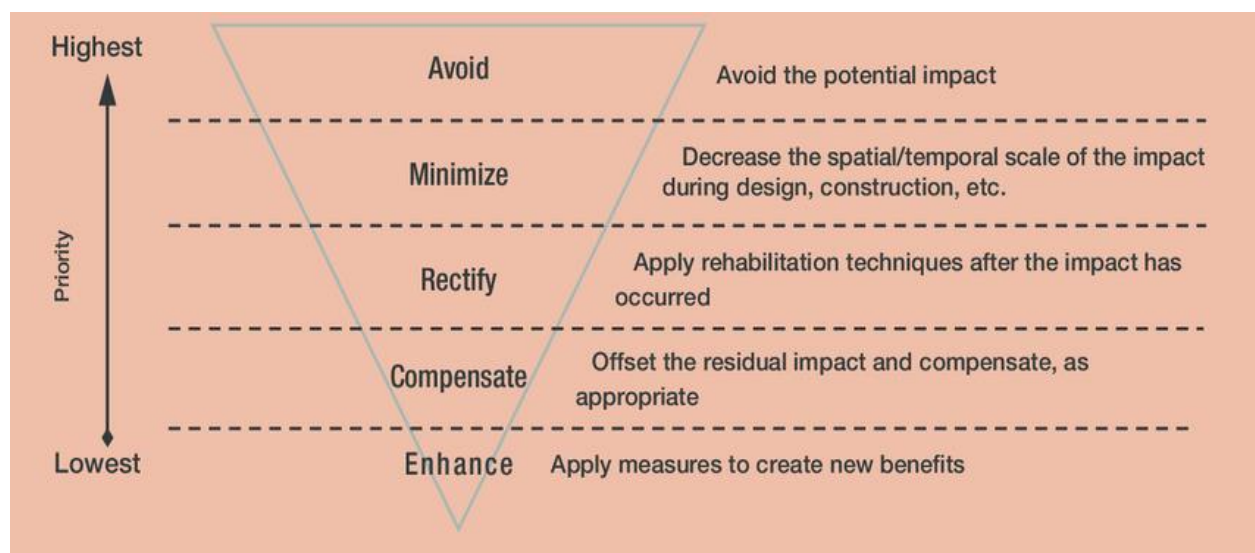 Highest
Avoid
Avoid the potential impact
Minimize
Decrease the spatial/temporal scale of the impact
during design, construction, etc.
Priority
Rectify
Apply rehabilitation techniques after the impact has
occurred
Compensate
Offset the residual impact and compensate, as
appropriate
Lowest
Enhance
Apply measures to create new benefits